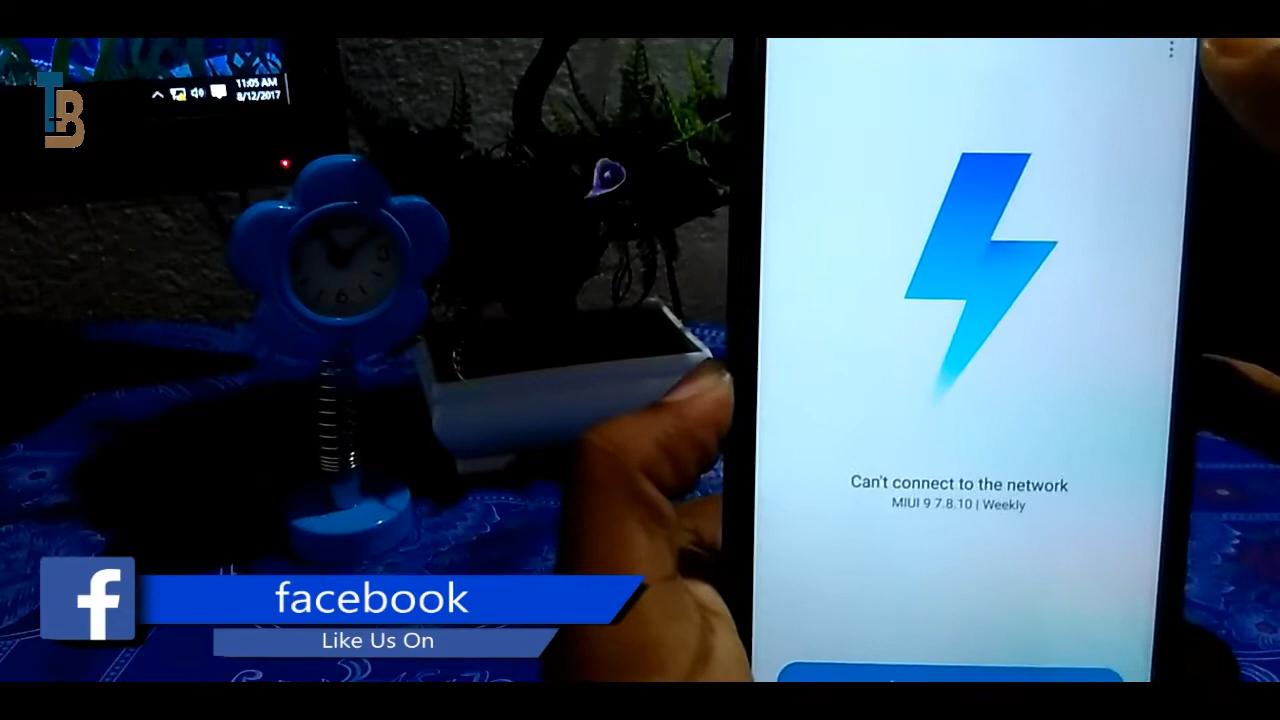 TB
11:05 AM
8/12/2017
Can't connect to the network
MIUI 9 7.8.10 | Weekly
f facebook
Like Us On